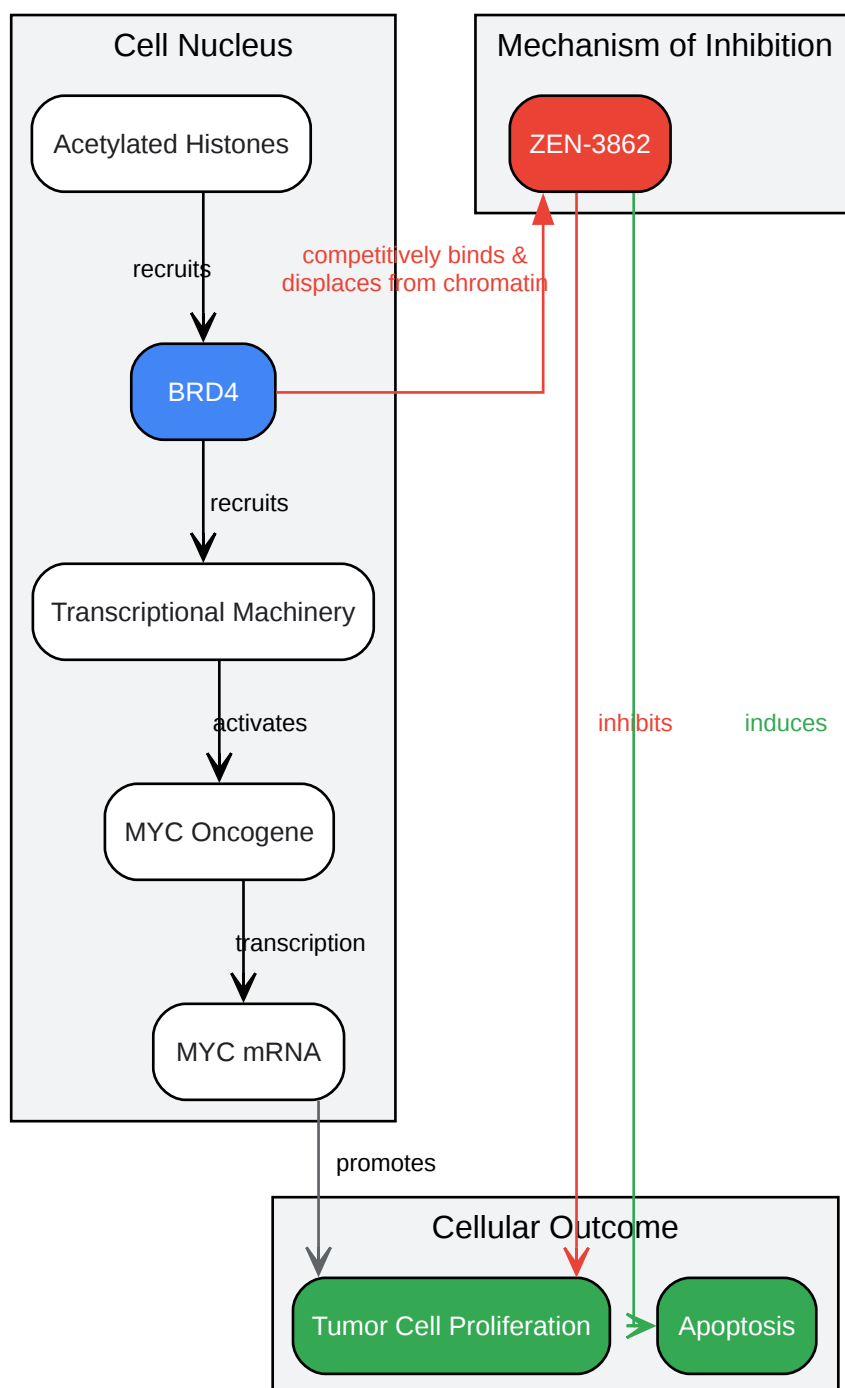 Cell Nucleus
Mechanism of Inhibition
Acetylated Histones
ZEN-3862
recruits
competitively binds &
displaces from chromatin
BRD4
recruits
Transcriptional Machinery
activates
inhibits
induces
MYC Oncogene
transcription
MYC mRNA
promotes
Cellular Outcome
Tumor Cell Proliferation
Apoptosis